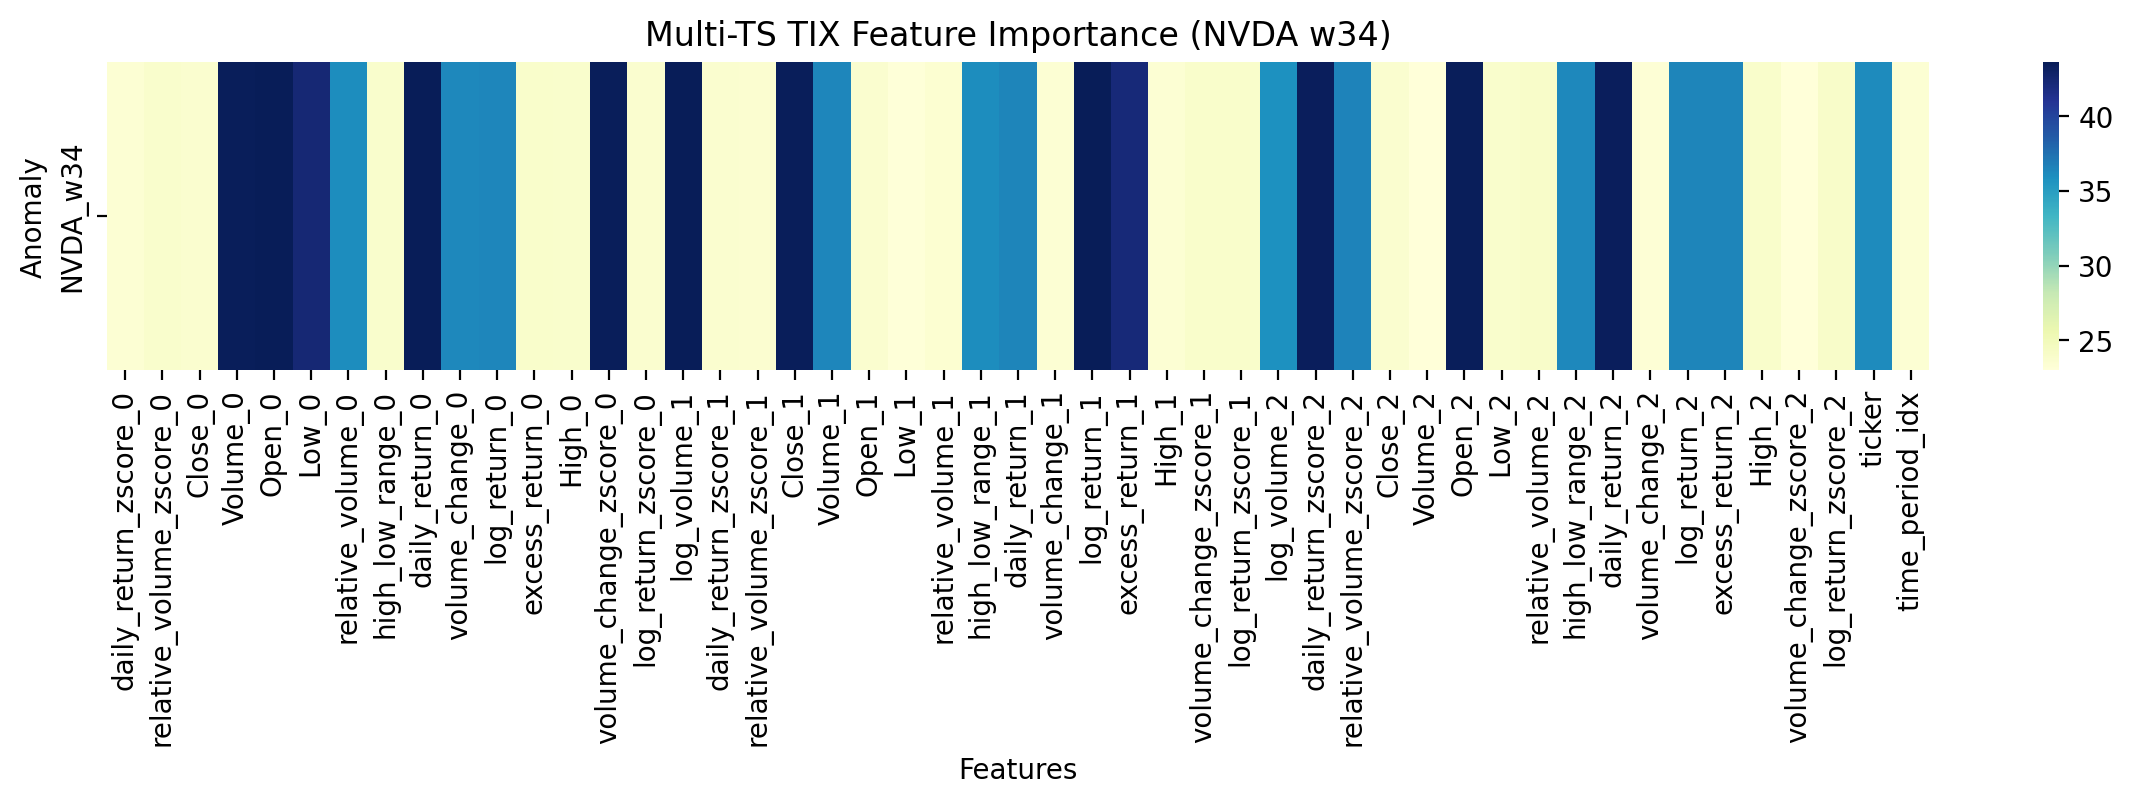 Multi-TS TIX Feature Importance (NVDA w34)
Anomaly
NVDA_w34
40
35
30
25
daily_return_zscore_0
relative_volume_zscore_0
Close_0
Volume_0
Open_0
Low_0
relative_volume_0
high_low_range_0
daily_return_0
volume_change_0
log_return_0
excess_return_0
High_0
volume_change_zscore_0
log_return_zscore_0
log_volume_1
daily_return_zscore_1
relative_volume_zscore_1
Close_1
Volume_1
Open_1
Low_1
relative_volume_1
high_low_range_1
daily_return_1
volume_change_1
log_return_1
excess_return_1
High_1
volume_change_zscore_1
log_return_zscore_1
log_volume_2
daily_return_zscore_2
relative_volume_zscore_2
Close_2
Volume_2
Open_2
Low_2
relative_volume_2
high_low_range_2
daily_return_2
volume_change_2
log_return_2
excess_return_2
High_2
volume_change_zscore_2
log_return_zscore_2
ticker
time_period_idx
Features